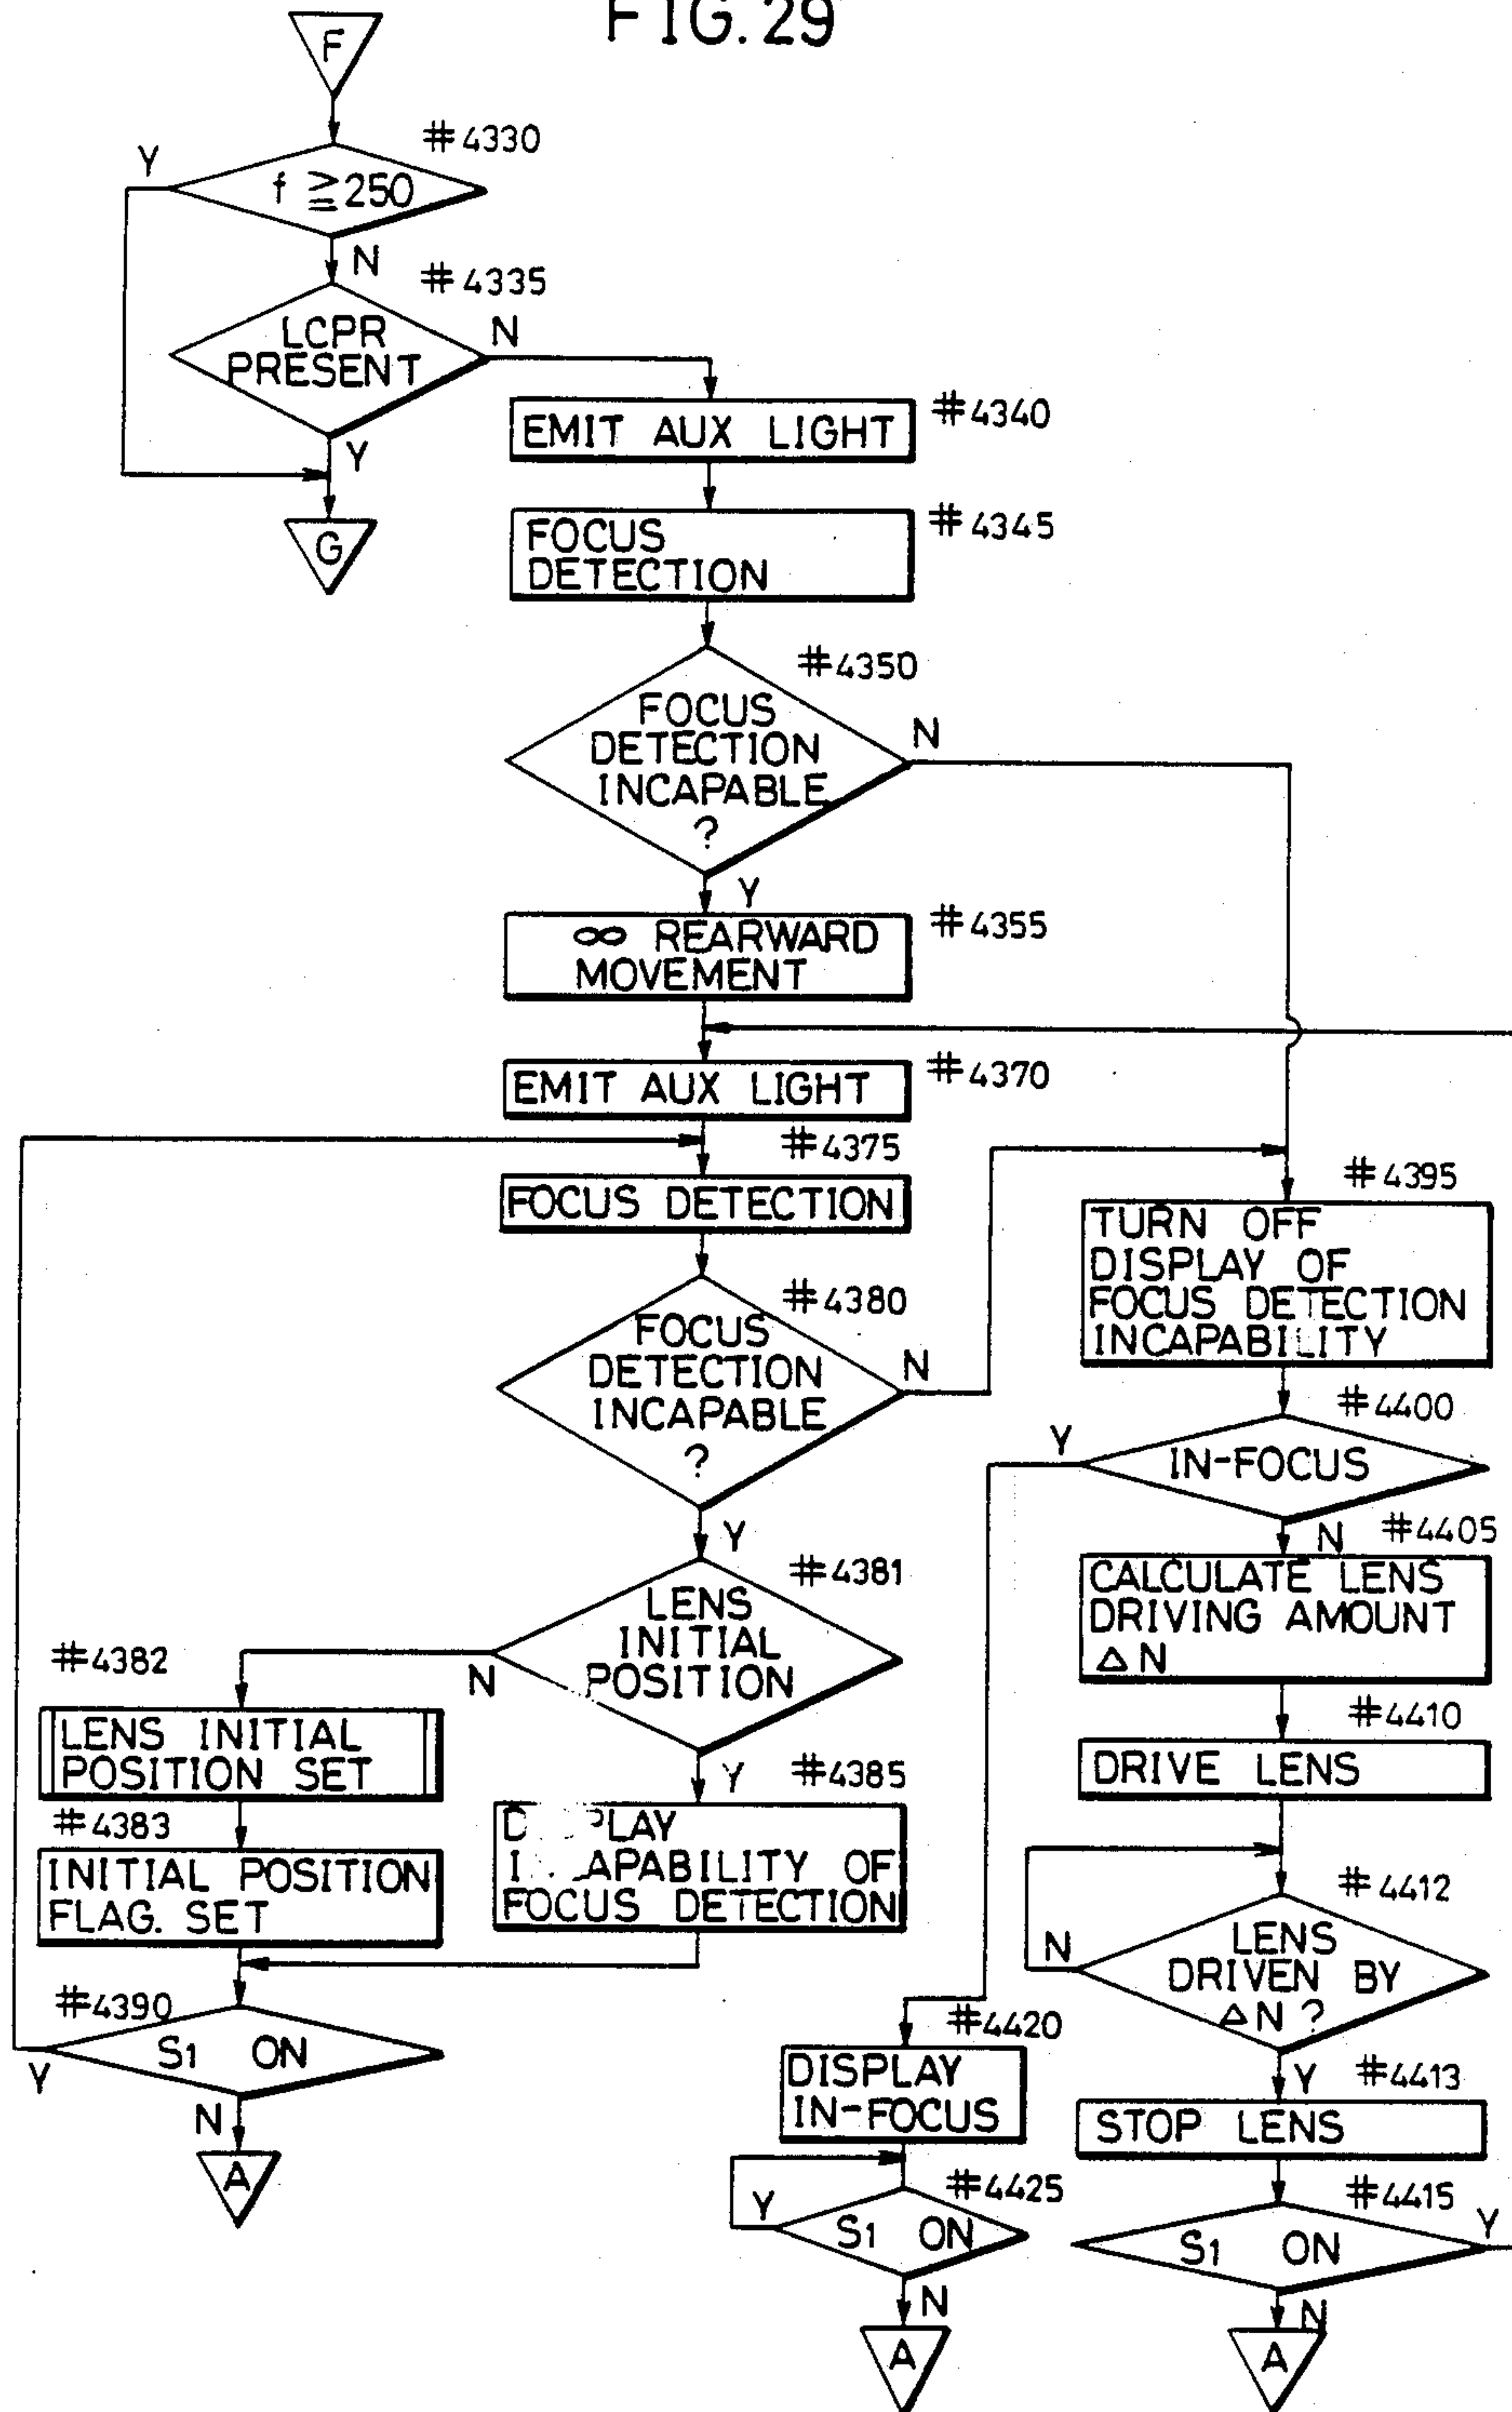 FIG. 29
F
#4330
Y
f ≧ 250
N
#4335
LCPR
PRESENT
N
Y
G
EMIT AUX LIGHT
#4340
FOCUS
DETECTION
#4345
#4350
FOCUS
DETECTION
INCAPABLE
?
N
Y
∞ REARWARD
MOVEMENT
#4355
EMIT AUX LIGHT
#4370
#4375
FOCUS DETECTION
#4380
FOCUS
DETECTION
INCAPABLE
?
N
Y
#4381
LENS
INITIAL
POSITION
N
#4382
LENS INITIAL
POSITION SET
#4383
INITIAL POSITION
FLAG. SET
Y
#4385
OF
FOCUS DETECTION
#4390
S1 ON
Y
N
A
#4395
TURN OFF
DISPLAY OF
FOCUS DETECTION
INCAPABILITY
#4400
Y
IN-FOCUS
N
#4405
CALCULATE LENS
DRIVING AMOUNT
△N
#4410
DRIVE LENS
#4412
LENS
DRIVEN BY
△N ?
N
Y
#4413
STOP LENS
#4415
S1 ON
Y
N
A
#4420
DISPLAY
IN-FOCUS
#4425
Y
S1 ON
N
A